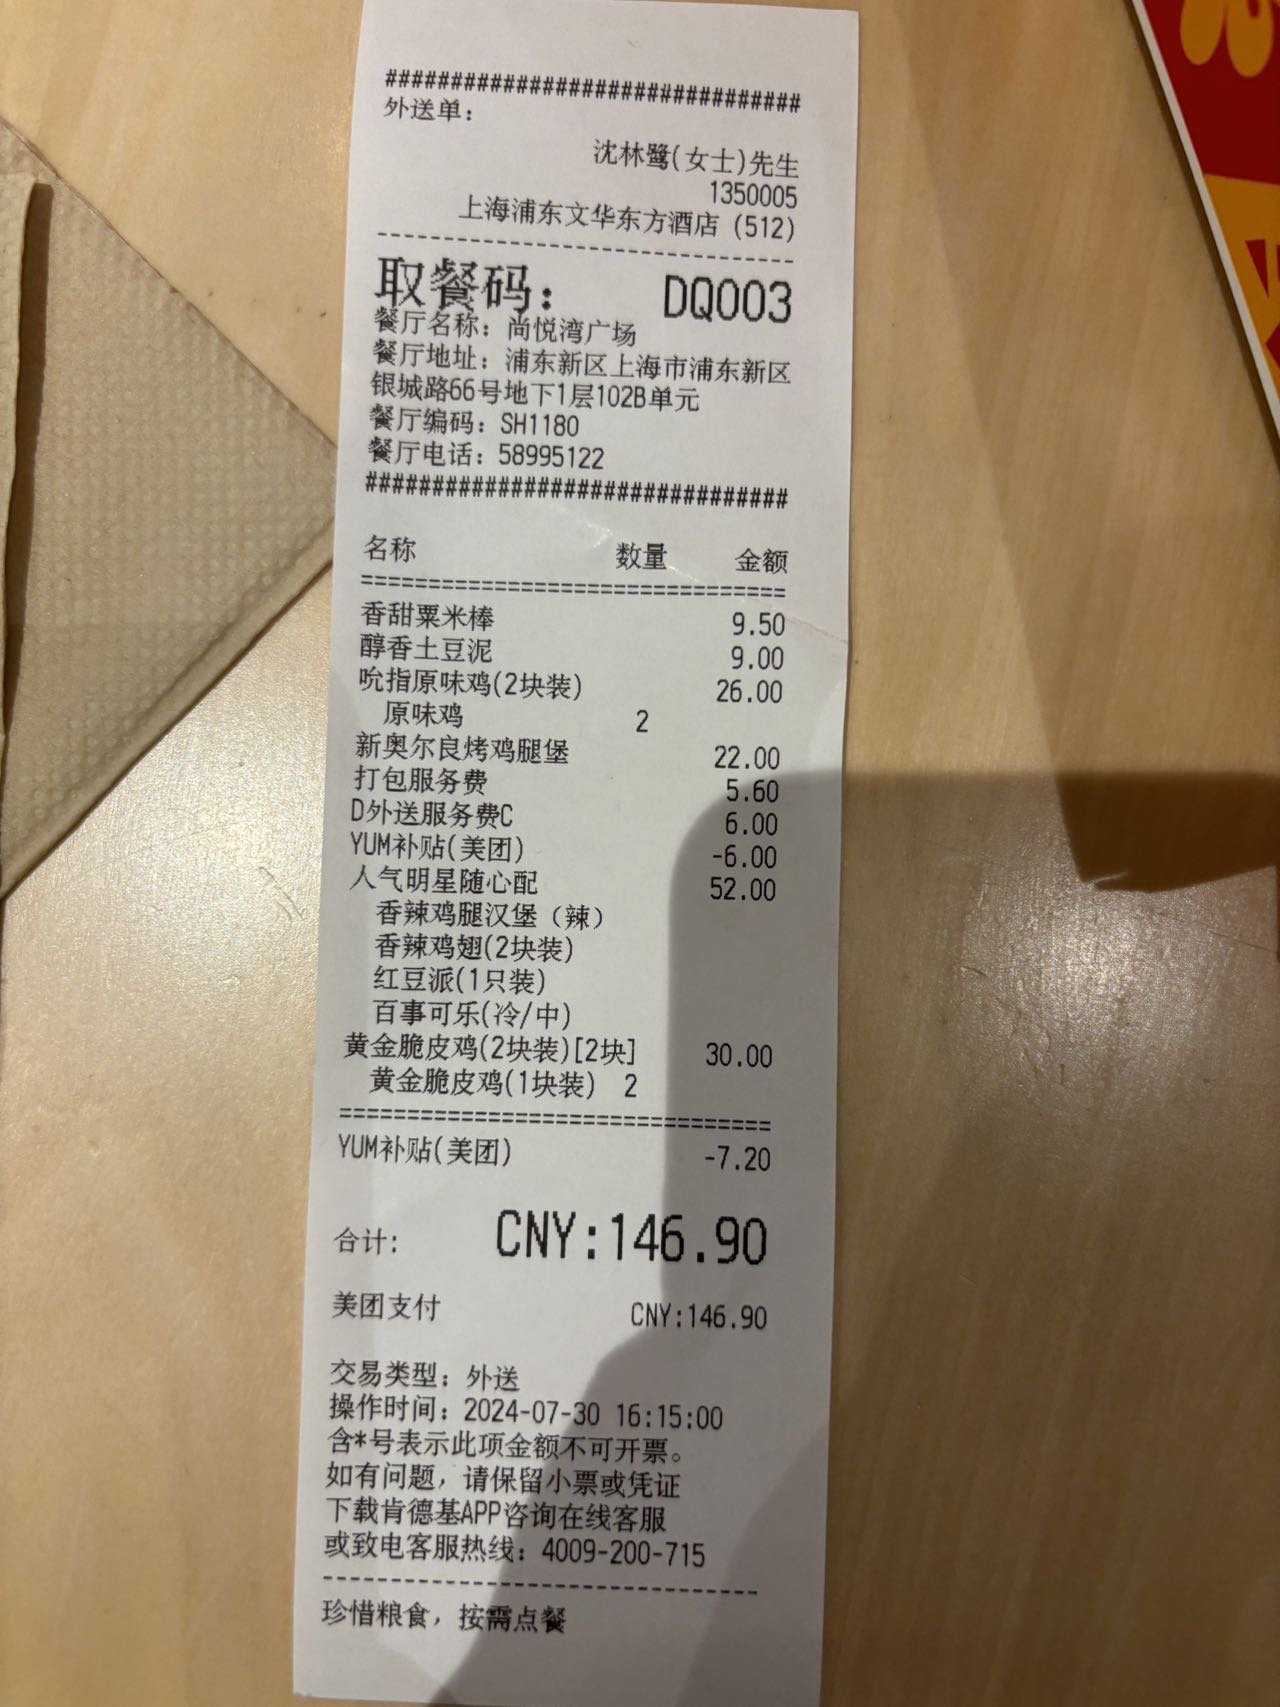 ################################
外送单：
沈林鹭(女士)先生
1350005
上海浦东文华东方酒店 (512)
--------------------------------
取餐码： DQ003
餐厅名称：尚悦湾广场
餐厅地址：浦东新区上海市浦东新区
银城路66号地下1层102B单元
餐厅编码：SH1180
餐厅电话：58995122
################################
名称 数量 金额
================================
香甜粟米棒 9.50
醇香土豆泥 9.00
吮指原味鸡(2块装) 26.00
原味鸡 2
新奥尔良烤鸡腿堡 22.00
打包服务费 5.60
D外送服务费C 6.00
YUM补贴(美团) -6.00
人气明星随心配 52.00
香辣鸡腿汉堡（辣）
香辣鸡翅(2块装)
红豆派(1只装)
百事可乐(冷/中)
黄金脆皮鸡(2块装)[2块] 30.00
黄金脆皮鸡(1块装) 2
================================
YUM补贴(美团) -7.20
合计: CNY:146.90
美团支付 CNY:146.90
交易类型：外送
操作时间：2024-07-30 16:15:00
含*号表示此项金额不可开票。
如有问题，请保留小票或凭证
下载肯德基APP咨询在线客服
或致电客服热线：4009-200-715
--------------------------------
珍惜粮食，按需点餐